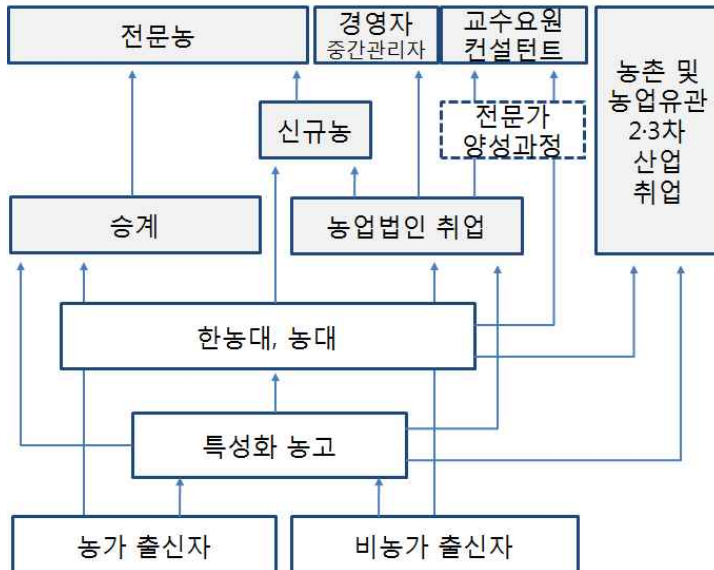 전문농
경영자
중간관리자
교수요원
컨설턴트
농촌 및
농업유관
2·3차
산업
취업
신규농
전문가
양성과정
승계
농업법인 취업
한농대, 농대
특성화 농고
농가 출신자
비농가 출신자